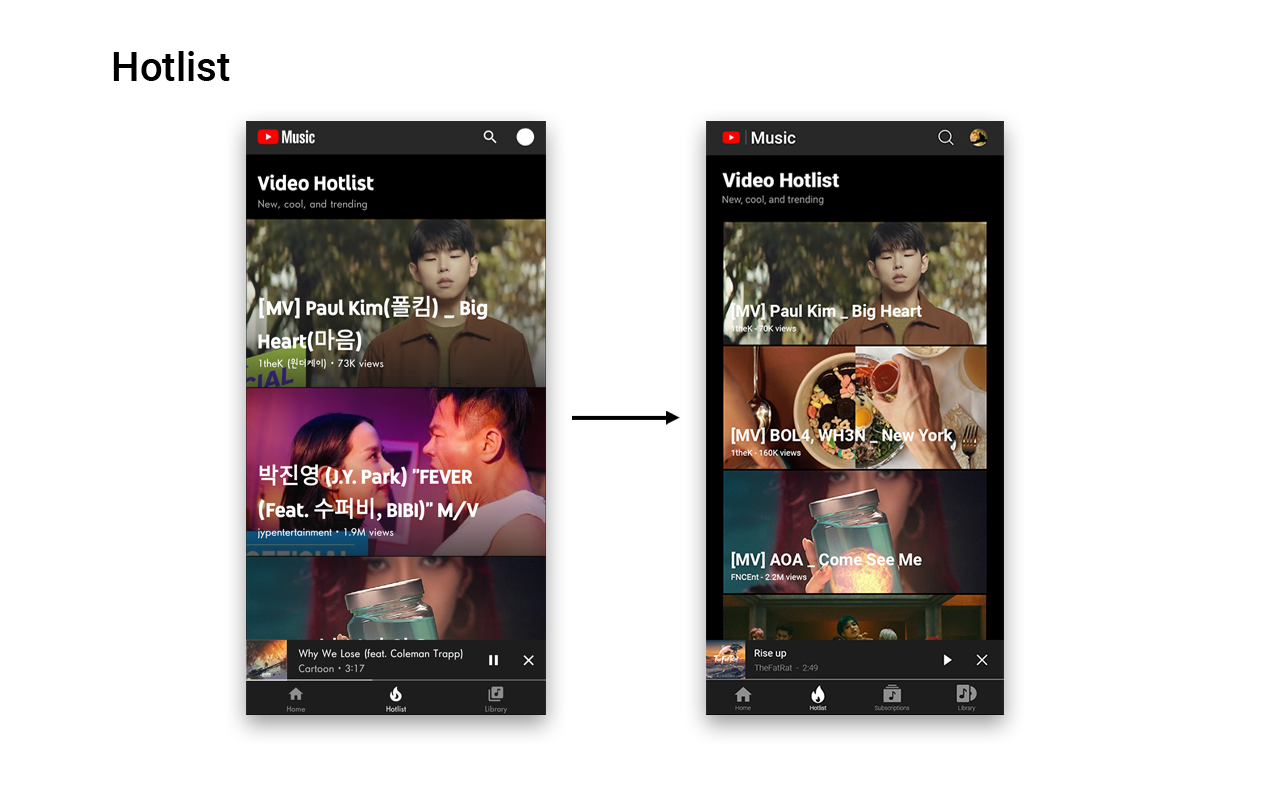 Hotlist
Music
Video Hotlist
New, cool, and trending
[MV] Paul Kim(폴킴) _ Big
Heart(마음)
1theK (원더케이) • 73K views
CIAL
박진영 (J.Y. Park) "FEVER
(Feat. 수퍼비, BIBI)" M/V
jypentertainment • 1.9M views
Why We Lose (feat. Coleman Trapp)
Cartoon • 3:17
Home
Hotlist
Library
Music
Video Hotlist
New, cool, and trending
[MV] Paul Kim _ Big Heart
1theK - 70K views
[MV] BOL4, WH3N _ New York
1theK - 160K views
[MV] AOA _ Come See Me
FNCEnt - 2.2M views
Rise up
TheFatRat - 2:49
Home
Hotlist
Subscriptions
Library